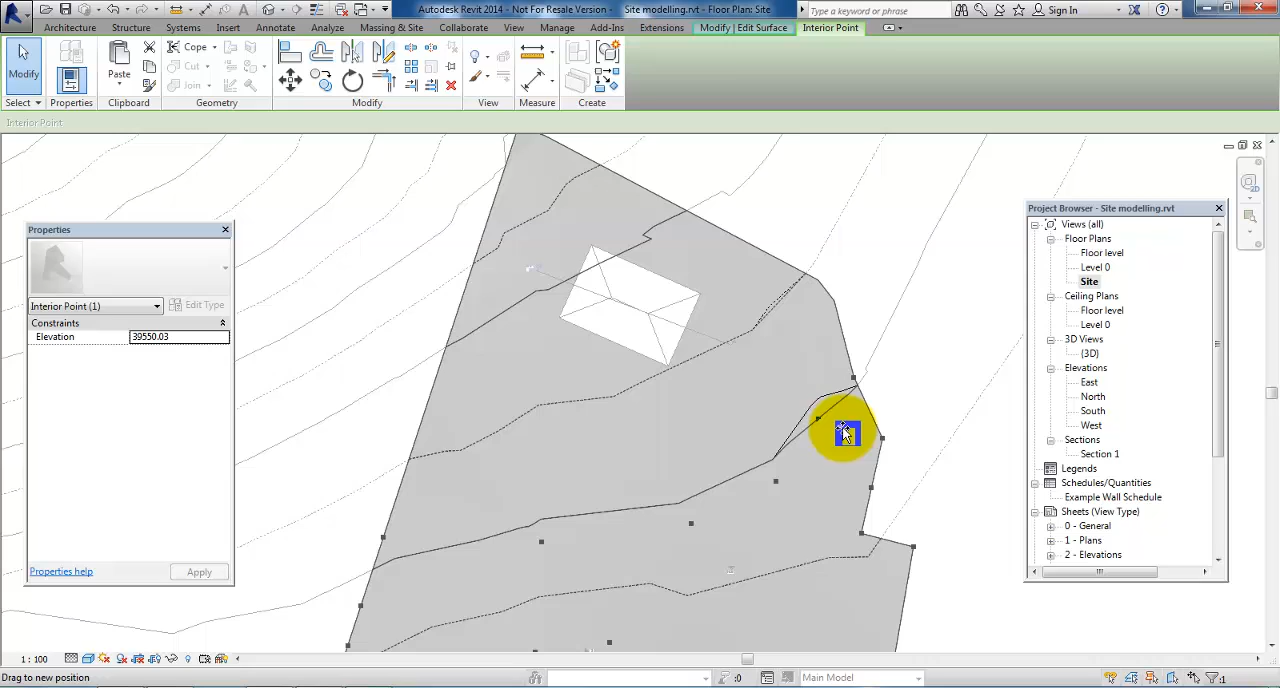 Autodesk Revit 2014 - Not For Resale Version - Site modelling.rvt - Floor Plan: Site
Type a keyword or phrase
Sign In
Architecture Structure Systems Insert Annotate Analyze Massing & Site Collaborate View Manage Add-Ins Extensions Modify | Edit Surface Interior Point
Modify
Paste
Cope
Cut
Join
Select Properties Clipboard Geometry Modify View Measure Create
Interior Point
Properties
Interior Point (1)
Edit Type
Constraints
Elevation 39550.03
Properties help
Apply
Project Browser - Site modelling.rvt
Views (all)
Floor Plans
Floor level
Level 0
Site
Ceiling Plans
Floor level
Level 0
3D Views
{3D}
Elevations
East
North
South
West
Sections
Section 1
Legends
Schedules/Quantities
Example Wall Schedule
Sheets (View Type)
0 - General
1 - Plans
2 - Elevations
2D
1 : 100
Drag to new position
:0
Main Model
:1